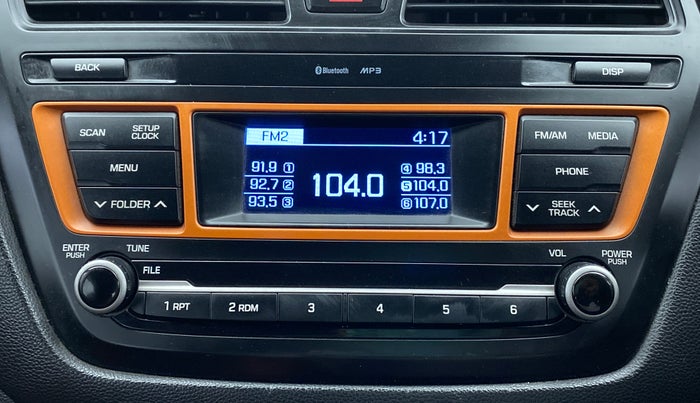 BACK
Bluetooth MP3
DISP
SCAN
SETUP
CLOCK
MENU
FOLDER
FM2 4:17
91.9 1
92.7 2
93.5 3
104.0
4 98.3
5 104.0
6 107.0
FM/AM MEDIA
PHONE
SEEK
TRACK
ENTER
PUSH
TUNE
FILE
VOL
POWER
PUSH
1 RPT 2 RDM 3 4 5 6